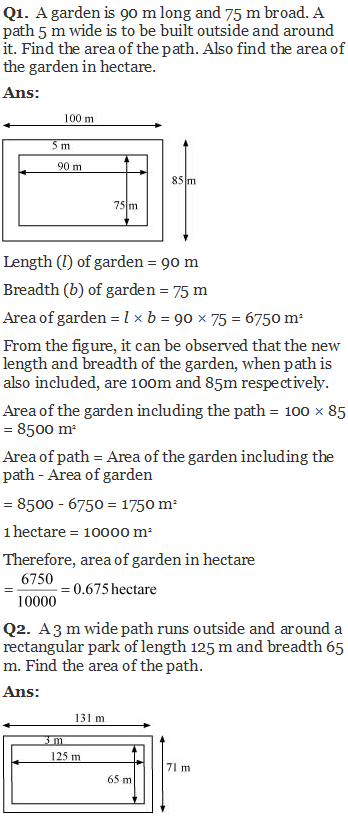 Q1. A garden is 90 m long and 75 m broad. A
path 5 m wide is to be built outside and around
it. Find the area of the path. Also find the area of
the garden in hectare.
Ans:
100 m
5 m
90 m
85 m
75 m
Length (l) of garden = 90 m
Breadth (b) of garden = 75 m
Area of garden = l × b = 90 × 75 = 6750 m²
From the figure, it can be observed that the new
length and breadth of the garden, when path is
also included, are 100m and 85m respectively.
Area of the garden including the path = 100 × 85
= 8500 m²
Area of path = Area of the garden including the
path - Area of garden
= 8500 - 6750 = 1750 m²
1 hectare = 10000 m²
Therefore, area of garden in hectare
= 6750/10000 = 0.675 hectare
Q2. A 3 m wide path runs outside and around a
rectangular park of length 125 m and breadth 65
m. Find the area of the path.
Ans:
131 m
3 m
125 m
71 m
65 m